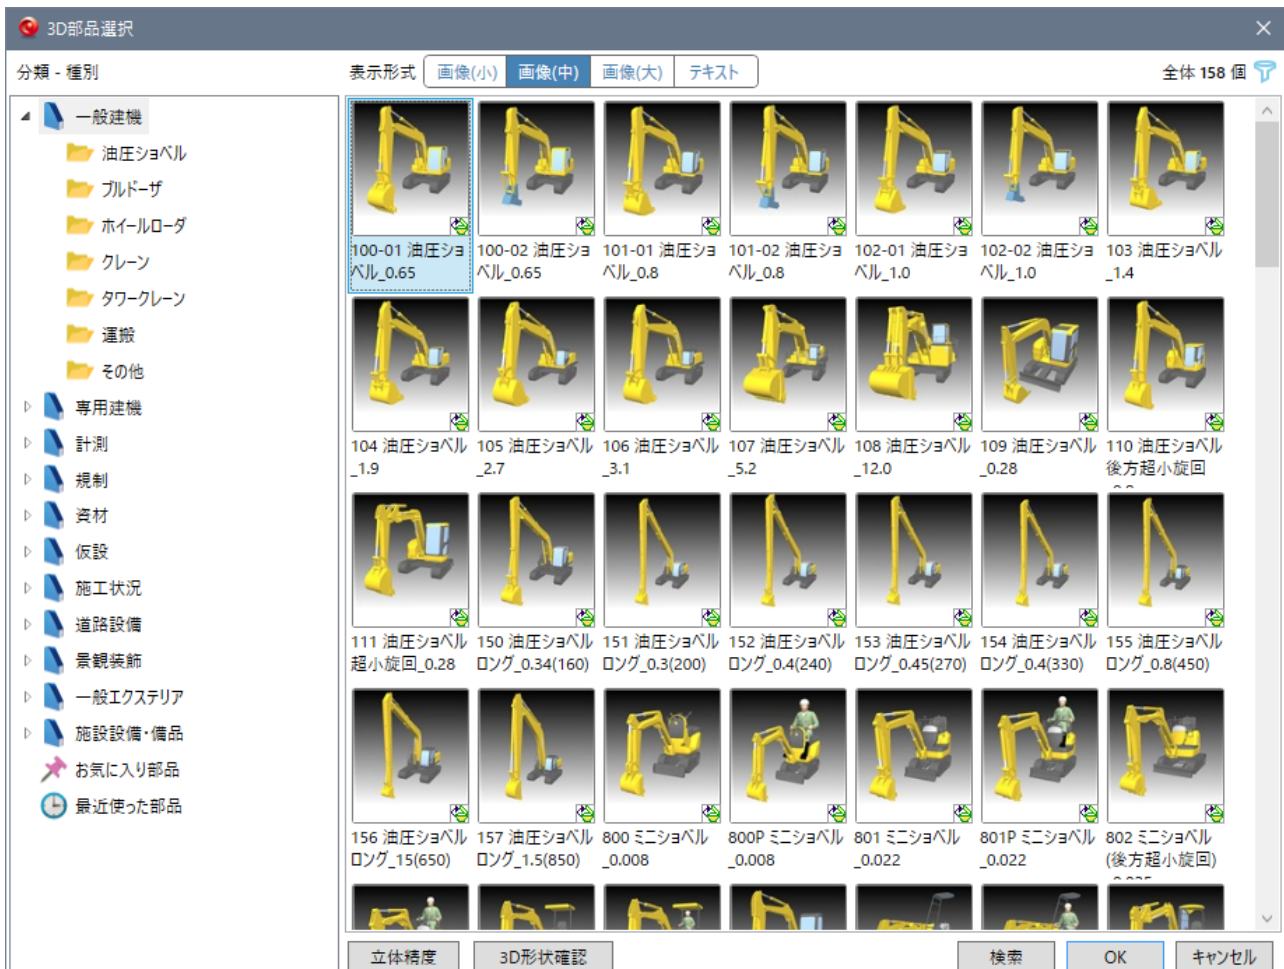 3D部品選択
分類 - 種別
表示形式 画像(小) 画像(中) 画像(大) テキスト
全体 158 個
一般建機
油圧ショベル
ブルドーザ
ホイールローダ
クレーン
タワークレーン
運搬
その他
専用建機
計測
規制
資材
仮設
施工状況
道路設備
景観装飾
一般エクステリア
施設設備・備品
お気に入り部品
最近使った部品
100-01 油圧ショ
ベル_0.65
100-02 油圧ショ
ベル_0.65
101-01 油圧ショ
ベル_0.8
101-02 油圧ショ
ベル_0.8
102-01 油圧ショ
ベル_1.0
102-02 油圧ショ
ベル_1.0
103 油圧ショベル
_1.4
104 油圧ショベル
_1.9
105 油圧ショベル
_2.7
106 油圧ショベル
_3.1
107 油圧ショベル
_5.2
108 油圧ショベル
_12.0
109 油圧ショベル
_0.28
110 油圧ショベル
後方超小旋回
111 油圧ショベル
超小旋回_0.28
150 油圧ショベル
ロング_0.34(160)
151 油圧ショベル
ロング_0.3(200)
152 油圧ショベル
ロング_0.4(240)
153 油圧ショベル
ロング_0.45(270)
154 油圧ショベル
ロング_0.4(330)
155 油圧ショベル
ロング_0.8(450)
156 油圧ショベル
ロング_15(650)
157 油圧ショベル
ロング_1.5(850)
800 ミニショベル
_0.008
800P ミニショベル
_0.008
801 ミニショベル
_0.022
801P ミニショベル
_0.022
802 ミニショベル
(後方超小旋回)
立体精度
3D形状確認
検索
OK
キャンセル